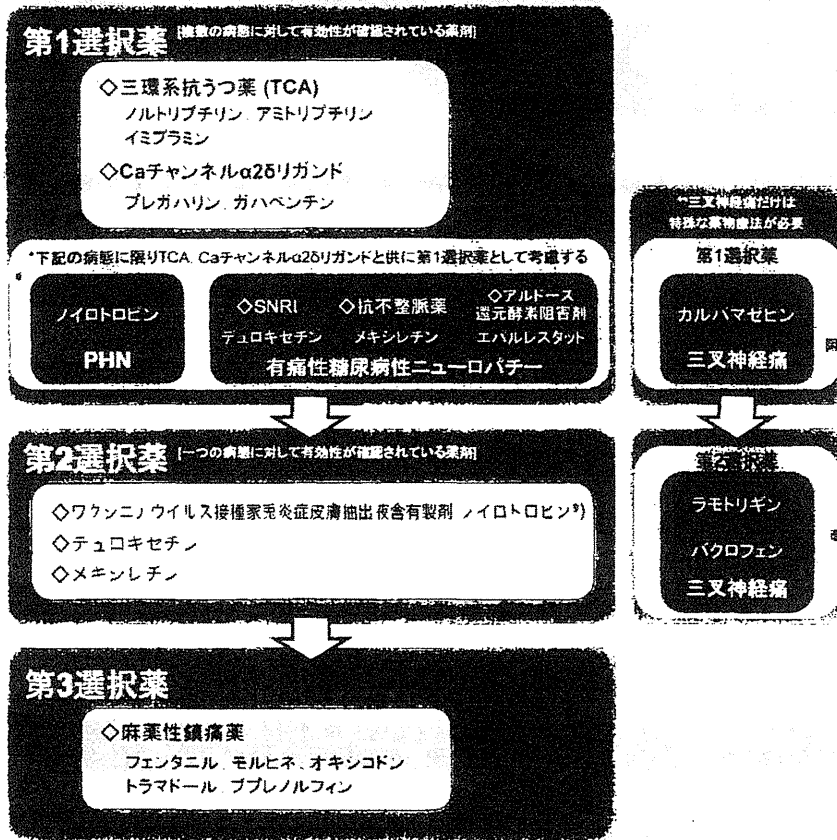 第1選択薬 [複数の病態に対して有効性が確認されている薬剤]
◇三環系抗うつ薬 (TCA)
ノルトリプチリン、アミトリプチリン
イミプラミン
◇Caチャンネルα2δリガンド
プレガバリン、ガバペンチン
*下記の病態に限りTCA、Caチャンネルα2δリガンドと供に第1選択薬として考慮する
ノイロトロピン
PHN
◇SNRI
デュロキセチン
◇抗不整脈薬
メキシレチン
◇アルドース
還元酵素阻害剤
エパルレスタット
有痛性糖尿病性ニューロパチー
第2選択薬 [一つの病態に対して有効性が確認されている薬剤]
◇ワクシニアウイルス接種家兎炎症皮膚抽出液含有製剤 ノイロトロピン®)
◇デュロキセチン
◇メキシレチン
第3選択薬
◇麻薬性鎮痛薬
フェンタニル、モルヒネ、オキシコドン
トラマドール、ブプレノルフィン
**三叉神経痛だけは
特殊な薬物療法が必要
第1選択薬
カルバマゼピン
三叉神経痛
第2選択薬
ラモトリギン
バクロフェン
三叉神経痛